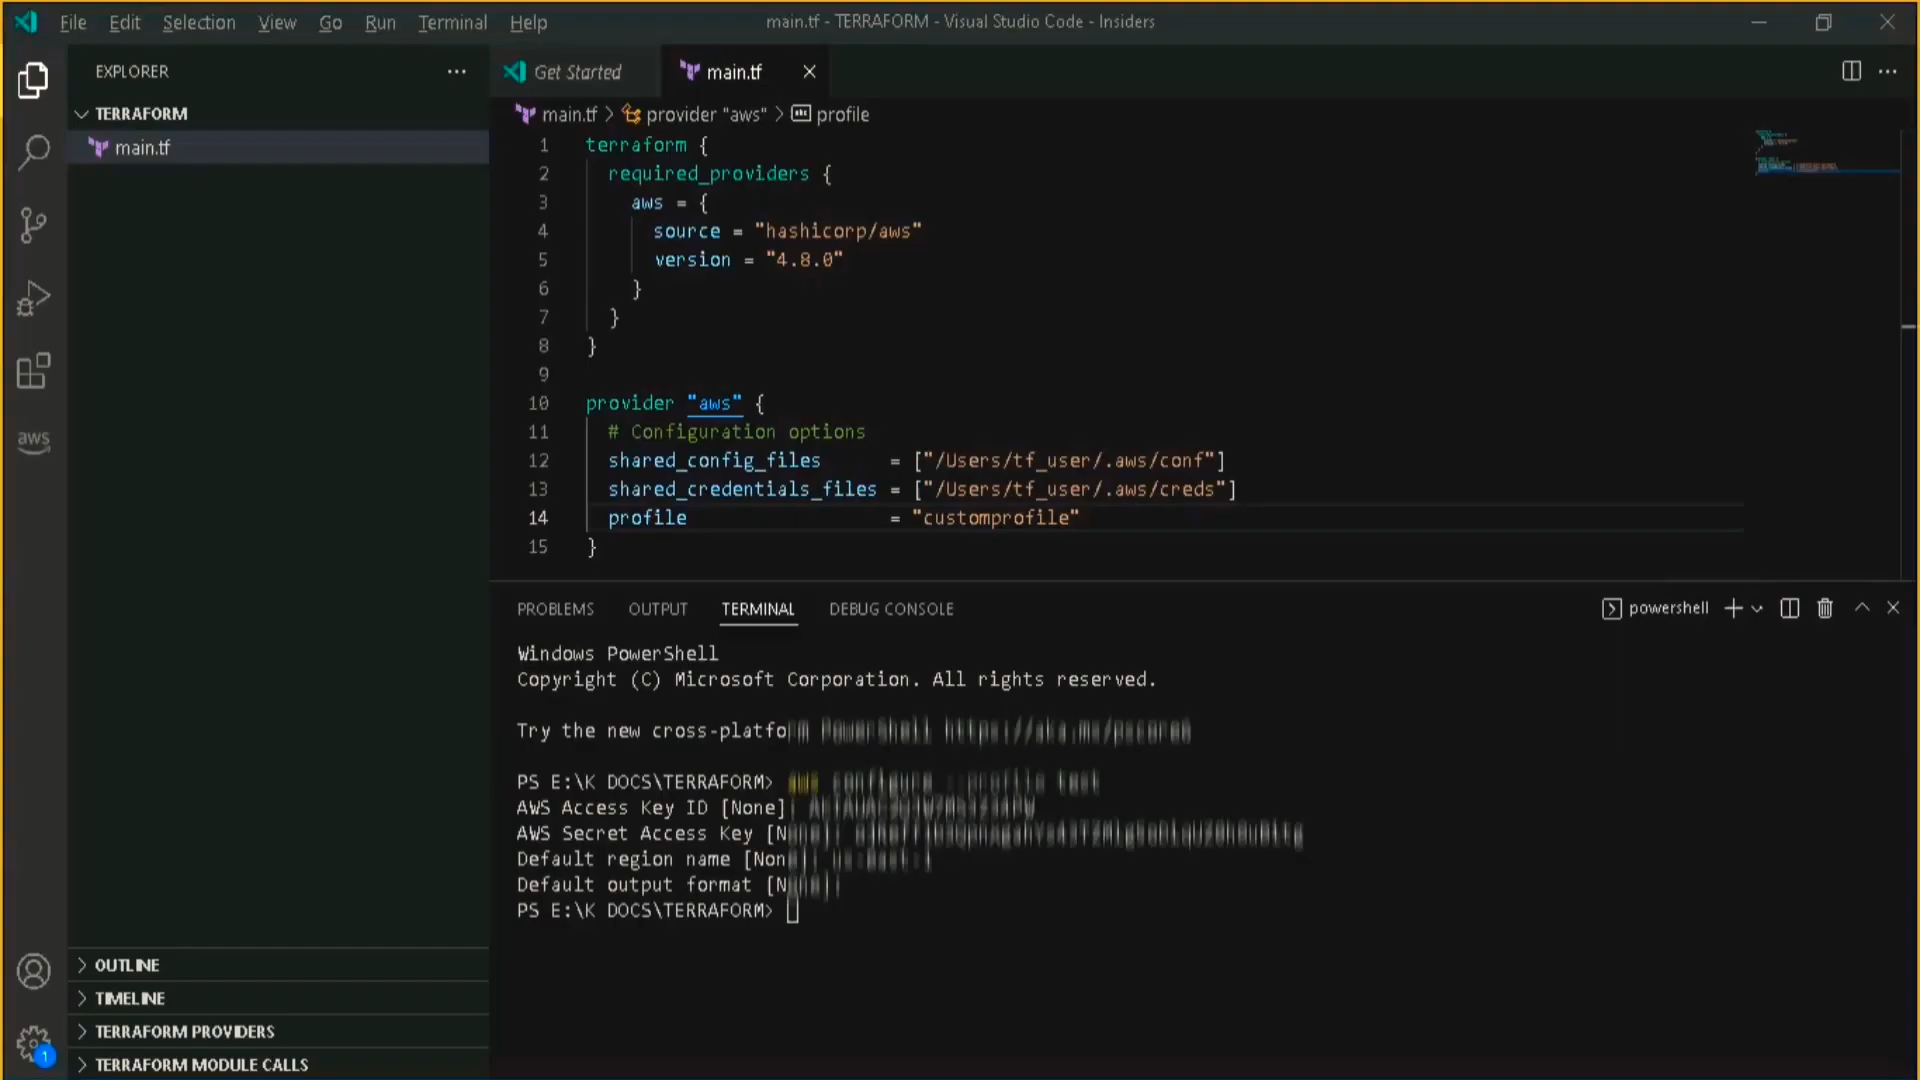 File Edit Selection View Go Run Terminal Help
main.tf - TERRAFORM - Visual Studio Code - Insiders
EXPLORER
TERRAFORM
main.tf
aws
Get Started
main.tf
main.tf > provider "aws" > profile
1 terraform {
2 required_providers {
3 aws = {
4 source = "hashicorp/aws"
5 version = "4.8.0"
6 }
7 }
8 }
9
10 provider "aws" {
11 # Configuration options
12 shared_config_files = ["/Users/tf_user/.aws/conf"]
13 shared_credentials_files = ["/Users/tf_user/.aws/creds"]
14 profile = "customprofile"
15 }
PROBLEMS OUTPUT TERMINAL DEBUG CONSOLE
powershell
Windows PowerShell
Copyright (C) Microsoft Corporation. All rights reserved.
Try the new cross-platfo
PS E:\K DOCS\TERRAFORM>
AWS Access Key ID [None]
AWS Secret Access Key [N
Default region name [Non
Default output format [N
PS E:\K DOCS\TERRAFORM>
OUTLINE
TIMELINE
TERRAFORM PROVIDERS
1
TERRAFORM MODULE CALLS